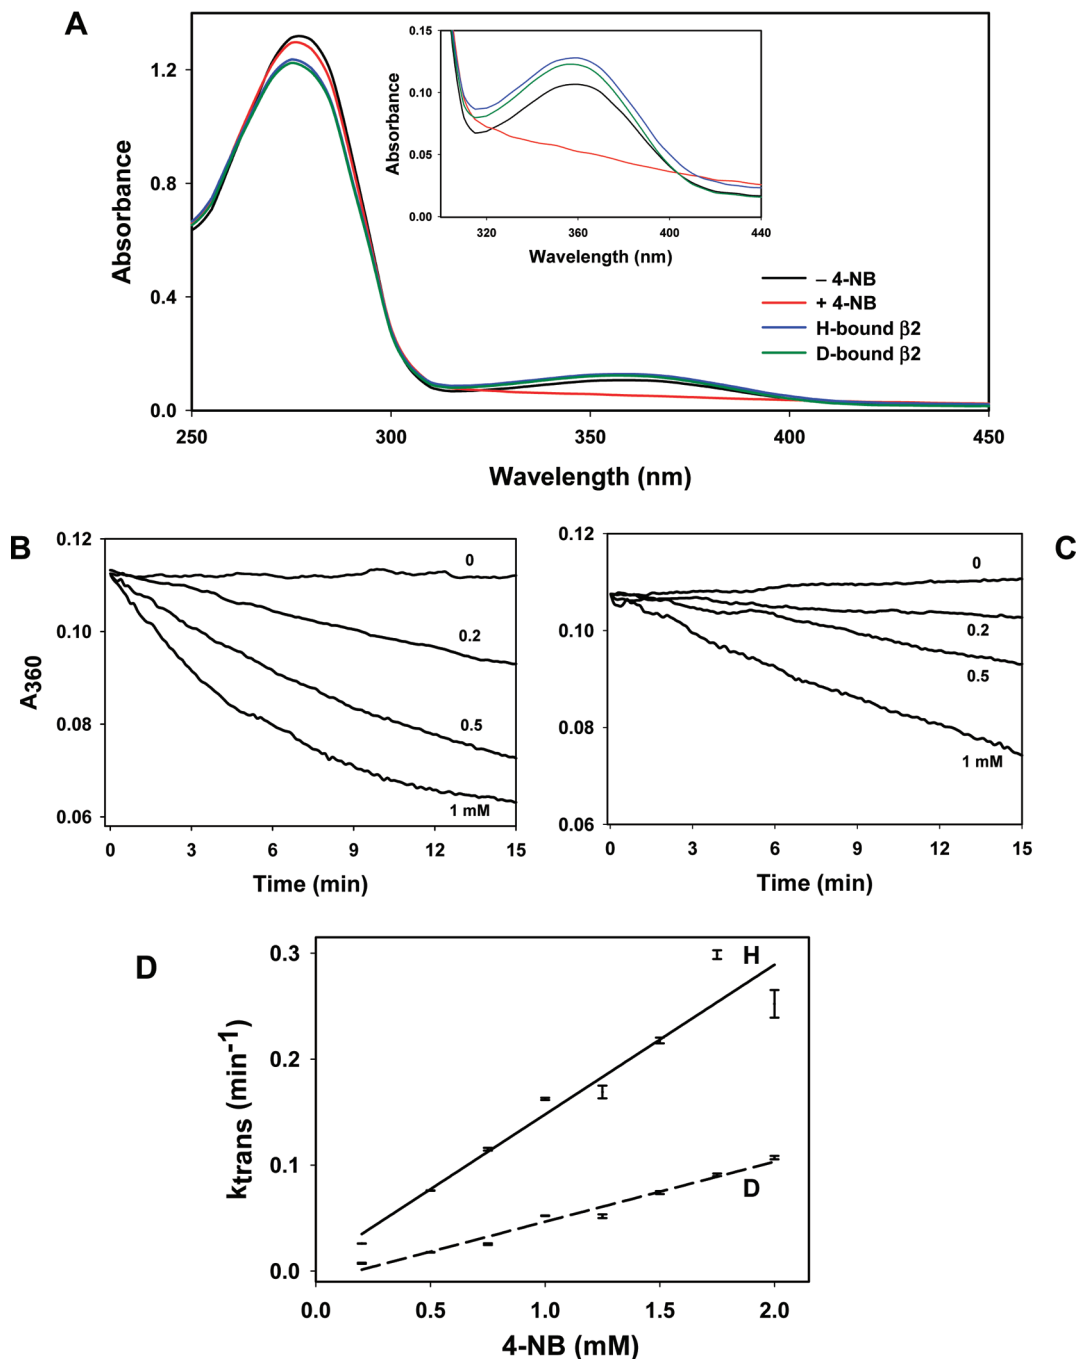 A
Absorbance
1.2
0.8
0.4
0.0
250
300
350
400
450
Wavelength (nm)
Absorbance
0.15
0.10
0.05
0.00
320
360
400
440
Wavelength (nm)
– 4-NB
+ 4-NB
H-bound β2
D-bound β2
B
A360
0.12
0.10
0.08
0.06
0
0.2
0.5
1 mM
0
3
6
9
12
15
Time (min)
C
0.12
0.10
0.08
0.06
0
0.2
0.5
1 mM
0
3
6
9
12
15
Time (min)
D
ktrans (min-1)
0.3
0.2
0.1
0.0
H
D
0.0
0.5
1.0
1.5
2.0
4-NB (mM)